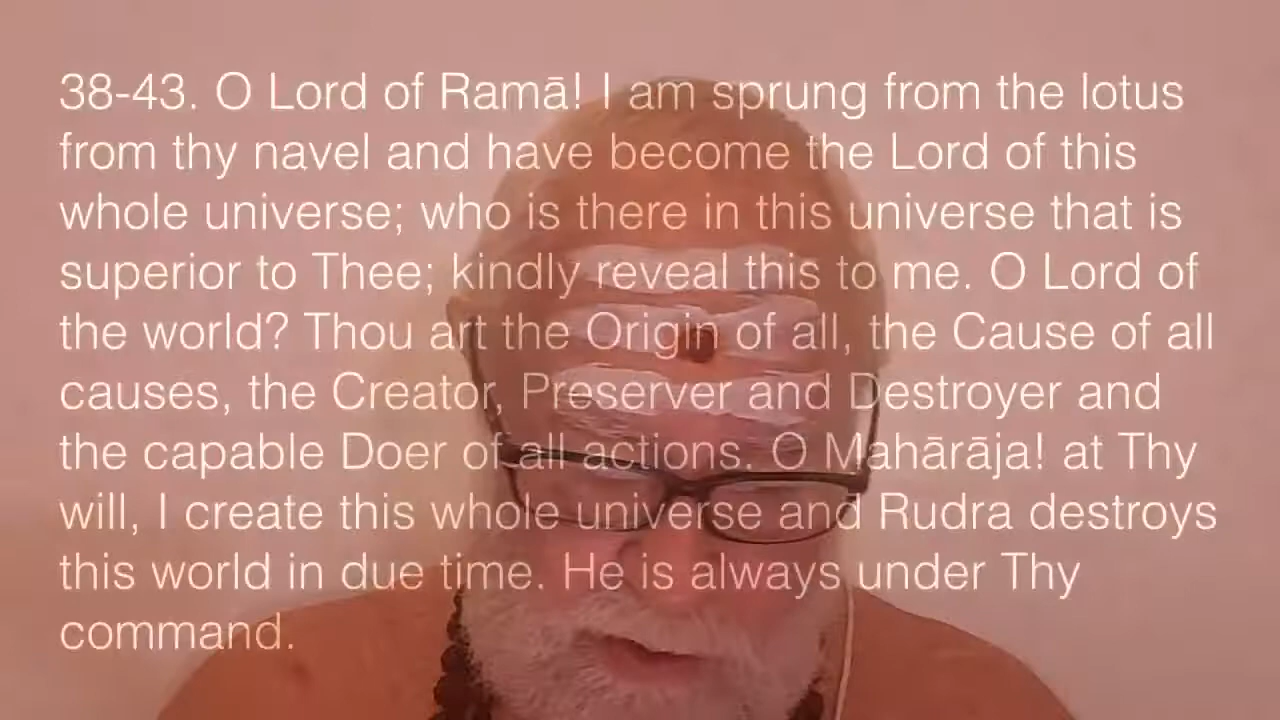 38-43. O Lord of Ramā! I am sprung from the lotus
from thy navel and have become the Lord of this
whole universe; who is there in this universe that is
superior to Thee; kindly reveal this to me. O Lord of
the world? Thou art the Origin of all, the Cause of all
causes, the Creator, Preserver and Destroyer and
the capable Doer of all actions. O Mahārāja! at Thy
will, I create this whole universe and Rudra destroys
this world in due time. He is always under Thy
command.